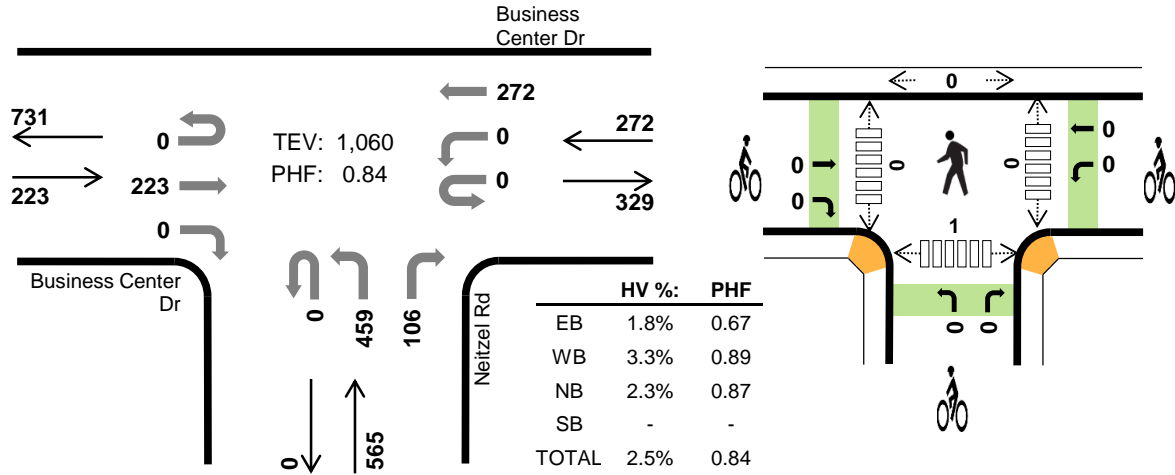 Business
Center Dr
731
223
0
223
0
TEV: 1,060
PHF: 0.84
272
0
0
272
329
Business Center
Dr
0
459
106
Neitzel Rd
0
565
HV %: PHF
EB 1.8% 0.67
WB 3.3% 0.89
NB 2.3% 0.87
SB - -
TOTAL 2.5% 0.84
0
0
0
0
0
0
0
1
0
0